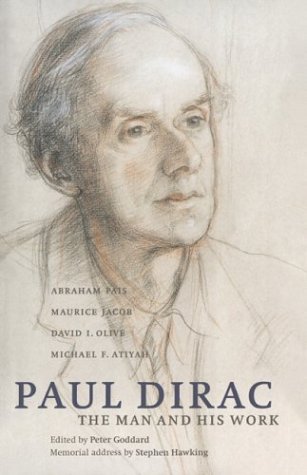 ABRAHAM PAIS
MAURICE JACOB
DAVID I. OLIVE
MICHAEL F. ATIYAH
PAUL DIRAC
THE MAN AND HIS WORK
Edited by Peter Goddard
Memorial address by Stephen Hawking